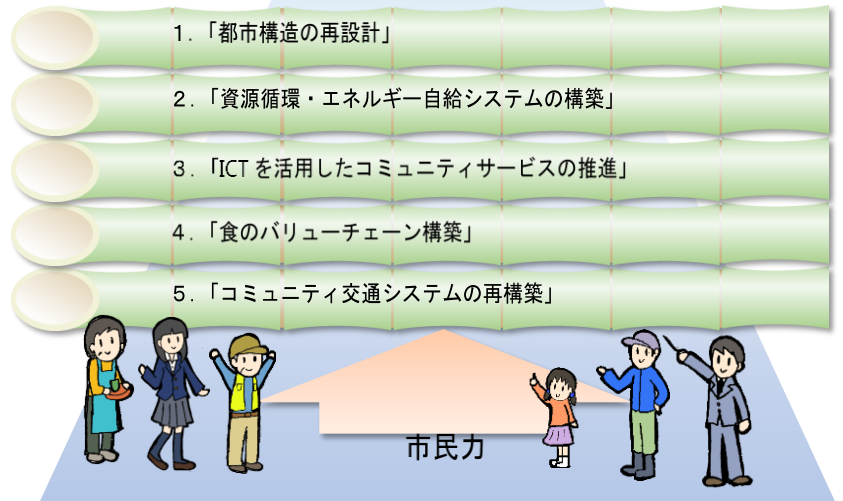 １．「都市構造の再設計」
２．「資源循環・エネルギー自給システムの構築」
３．「ICTを活用したコミュニティサービスの推進」
４．「食のバリューチェーン構築」
５．「コミュニティ交通システムの再構築」
市民力